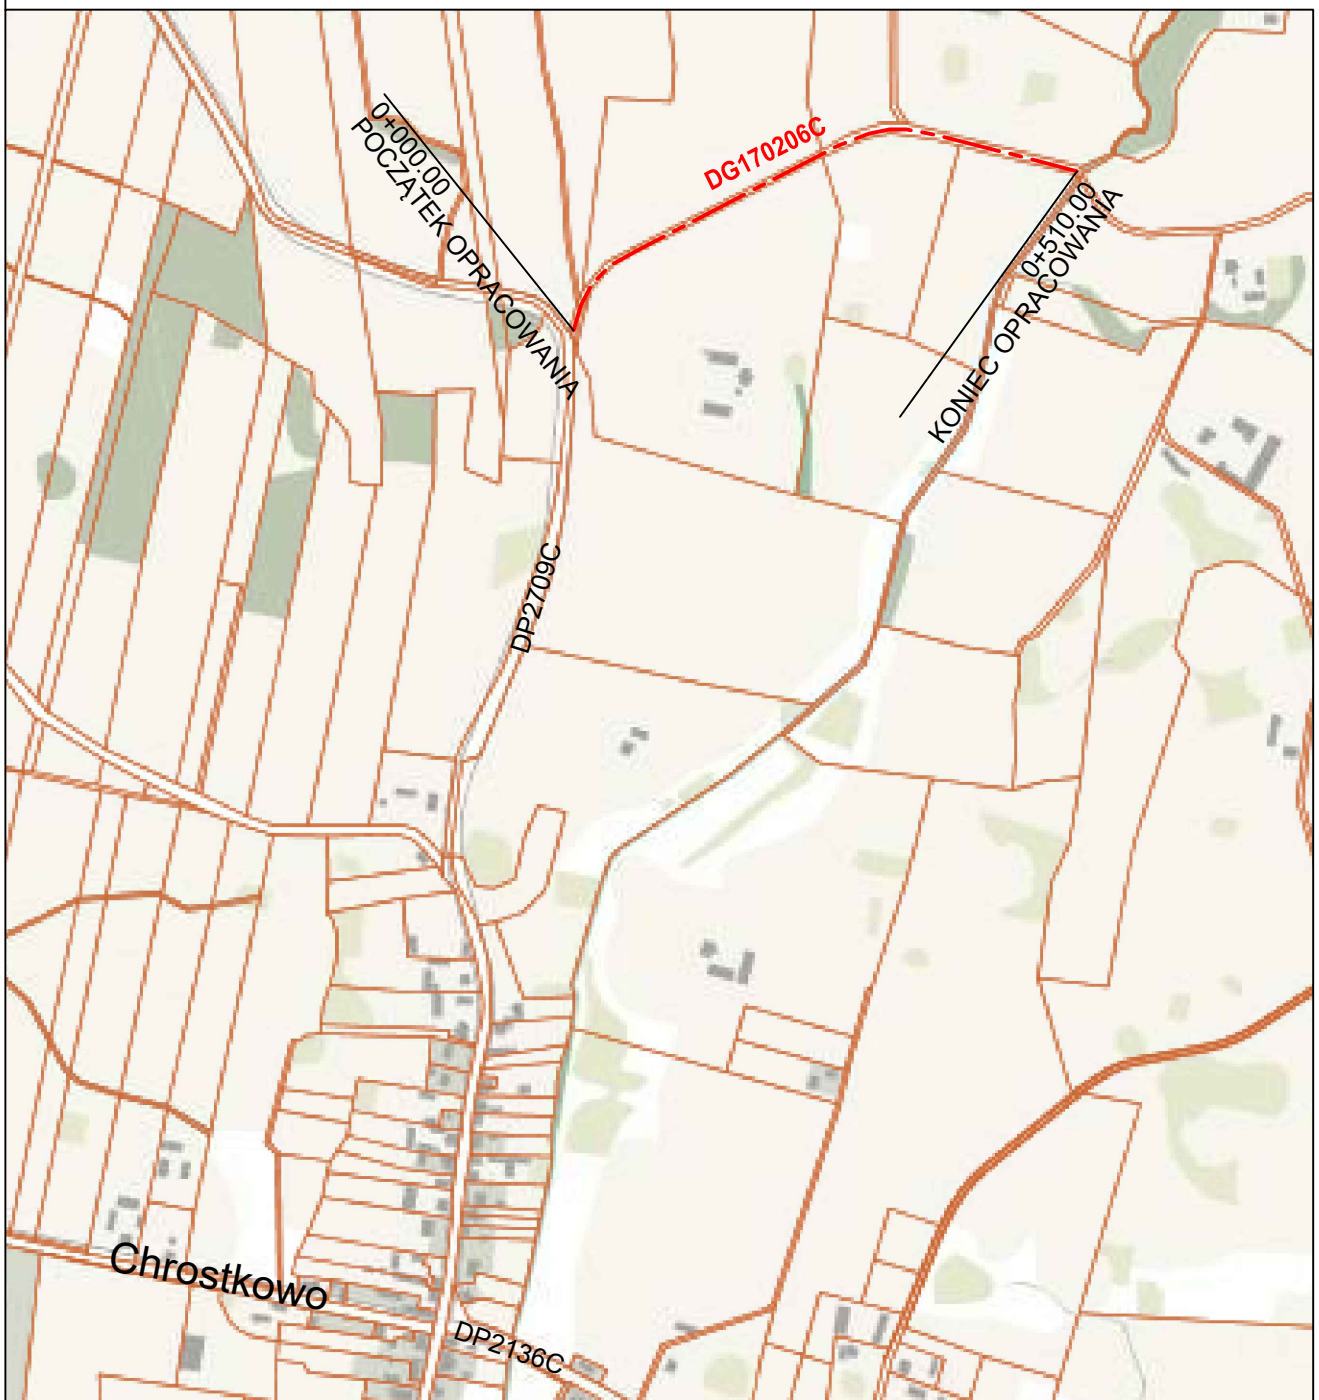 0+000.00
POCZĄTEK OPRACOWANIA
DG170206C
0+510.00
KONIEC OPRACOWANIA
DP2709C
Chrostkowo
DP2136C